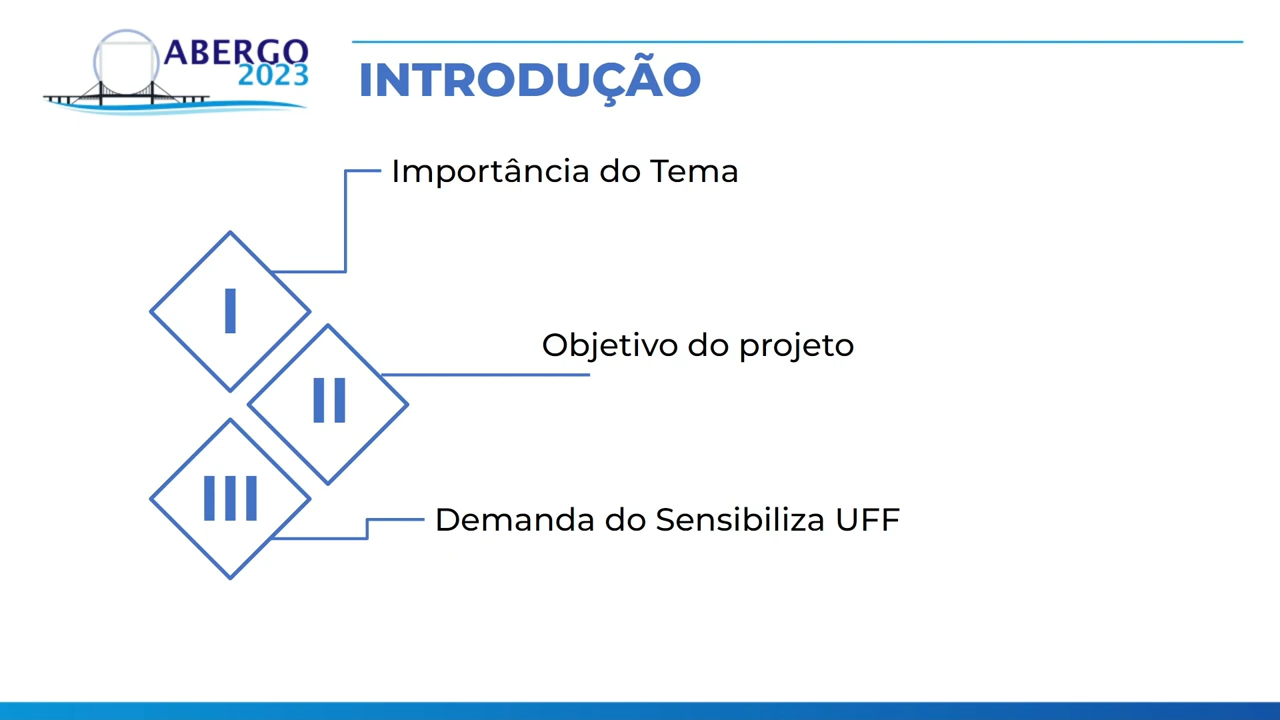 ABERGO
2023
INTRODUÇÃO
Importância do Tema
I
Objetivo do projeto
II
III
Demanda do Sensibiliza UFF